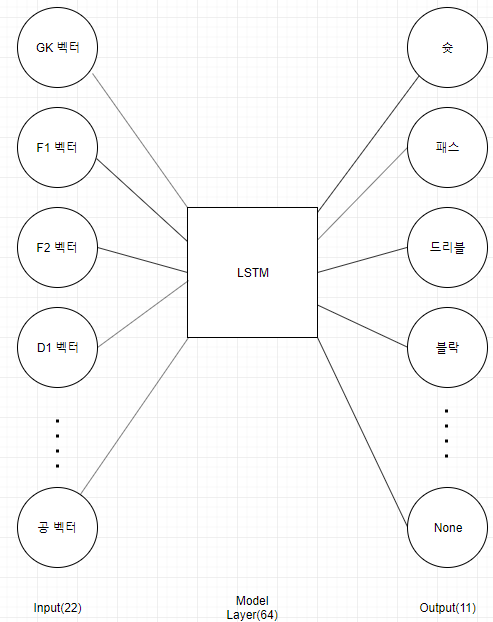 GK 벡터
F1 벡터
F2 벡터
D1 벡터
공 벡터
LSTM
슛
패스
드리블
블락
None
Input(22)
Model
Layer(64)
Output(11)